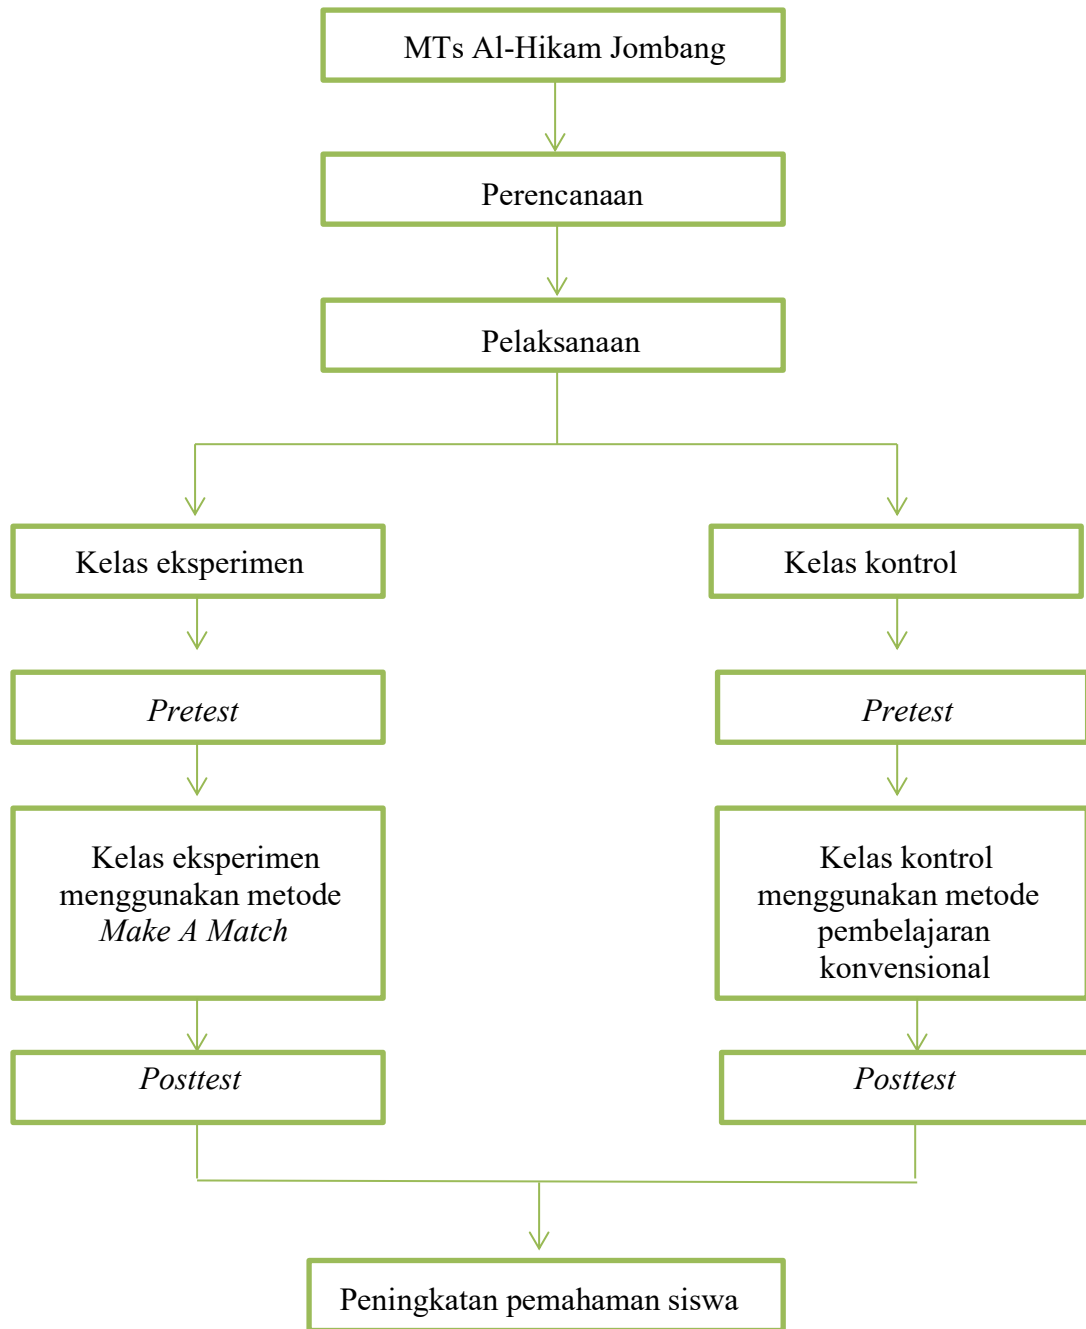 MTs Al-Hikam Jombang
Perencanaan
Pelaksanaan
Kelas eksperimen
Kelas kontrol
Pretest
Pretest
Kelas eksperimen
menggunakan metode
Make A Match
Kelas kontrol
menggunakan metode
pembelajaran
konvensional
Posttest
Posttest
Peningkatan pemahaman siswa